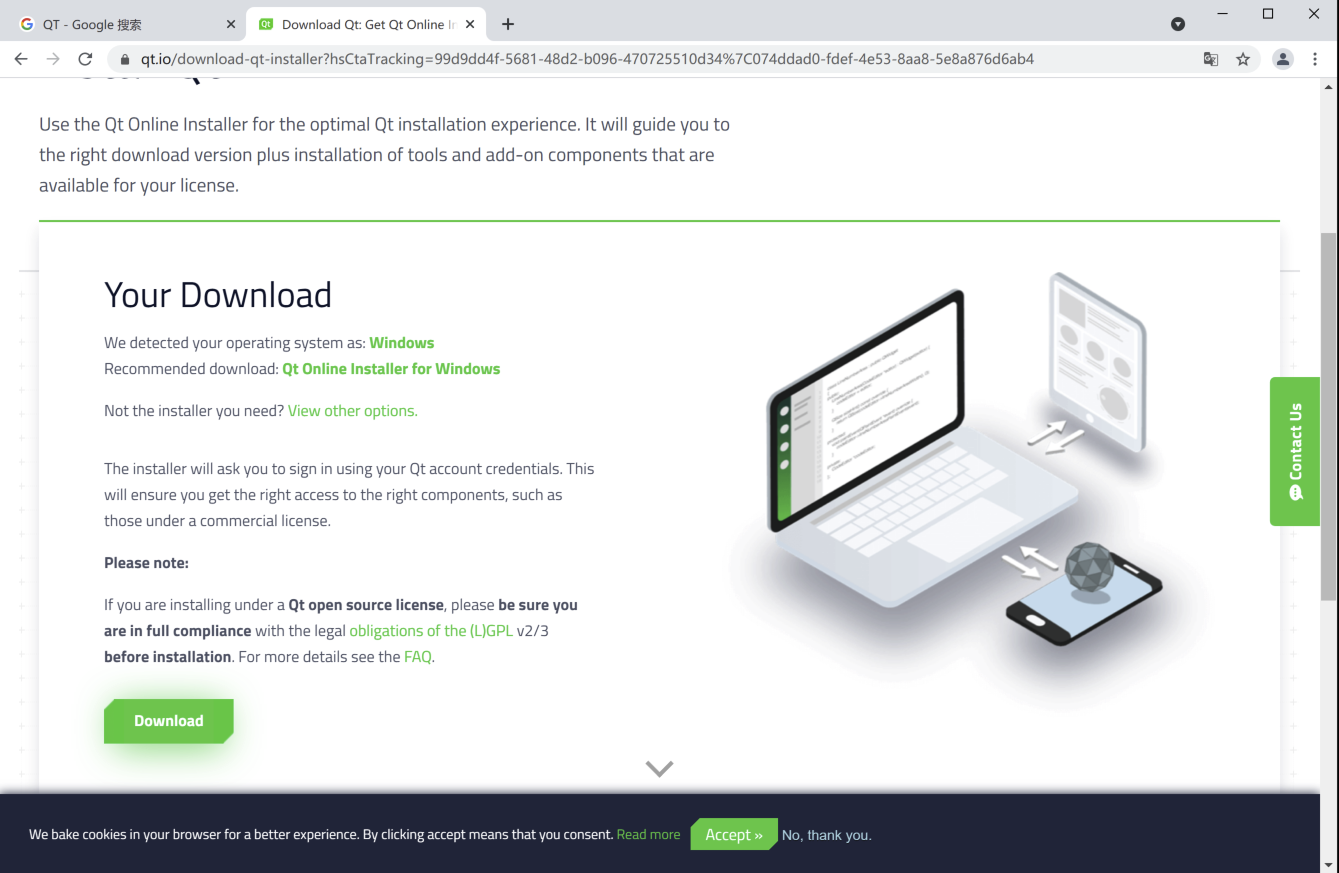 QT - Google 搜索
Download Qt: Get Qt Online In
qt.io/download-qt-installer?hsCtaTracking=99d9dd4f-5681-48d2-b096-470725510d34%7C074ddad0-fdef-4e53-8aa8-5e8a876d6ab4
Use the Qt Online Installer for the optimal Qt installation experience. It will guide you to
the right download version plus installation of tools and add-on components that are
available for your license.
Your Download
We detected your operating system as: Windows
Recommended download: Qt Online Installer for Windows
Not the installer you need? View other options.
The installer will ask you to sign in using your Qt account credentials. This
will ensure you get the right access to the right components, such as
those under a commercial license.
Please note:
If you are installing under a Qt open source license, please be sure you
are in full compliance with the legal obligations of the (L)GPL v2/3
before installation. For more details see the FAQ.
Download
Contact Us
We bake cookies in your browser for a better experience. By clicking accept means that you consent. Read more
Accept »
No, thank you.